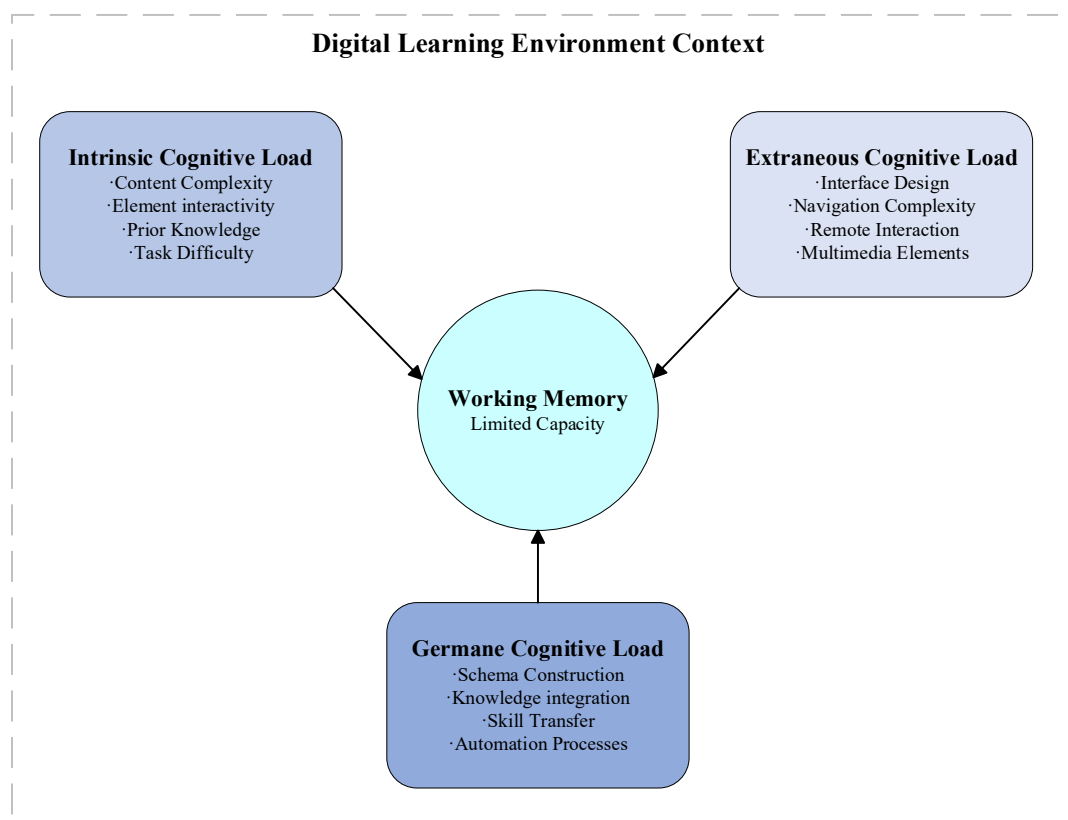 Digital Learning Environment Context
Intrinsic Cognitive Load
·Content Complexity
·Element interactivity
·Prior Knowledge
·Task Difficulty
Extraneous Cognitive Load
·Interface Design
·Navigation Complexity
·Remote Interaction
·Multimedia Elements
Working Memory
Limited Capacity
Germane Cognitive Load
·Schema Construction
·Knowledge integration
·Skill Transfer
·Automation Processes